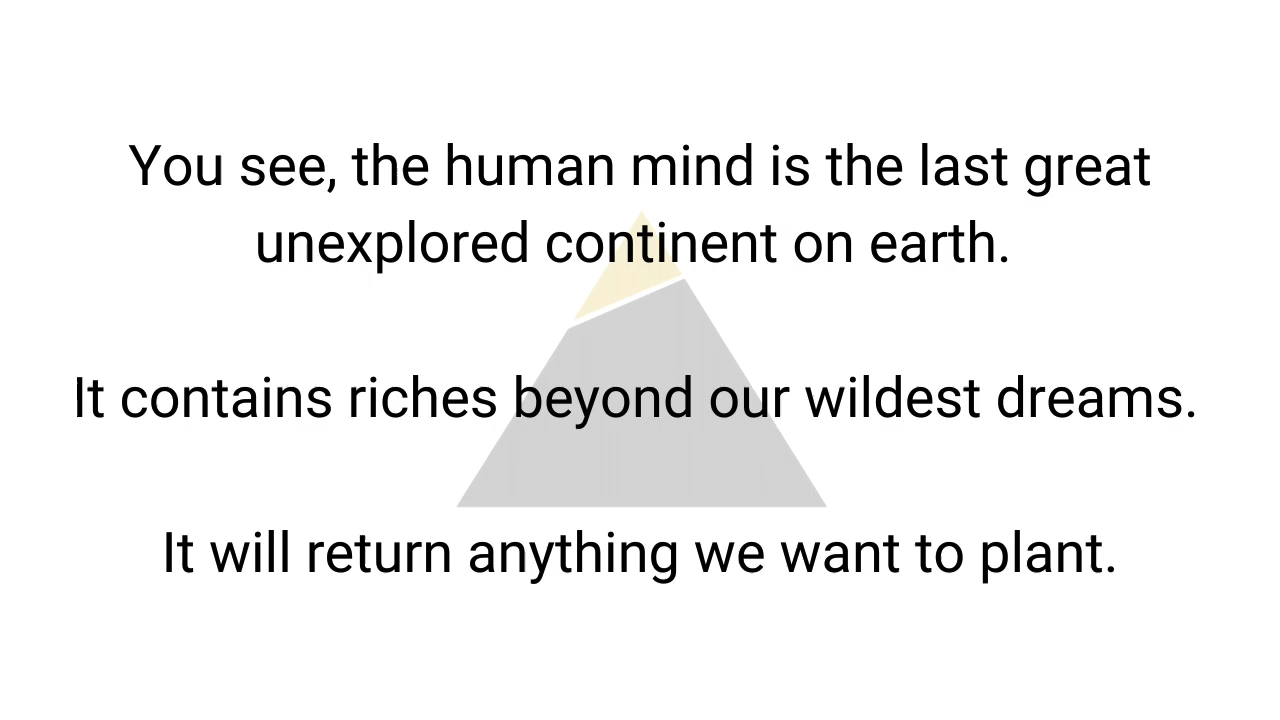 You see, the human mind is the last great
unexplored continent on earth.
It contains riches beyond our wildest dreams.
It will return anything we want to plant.